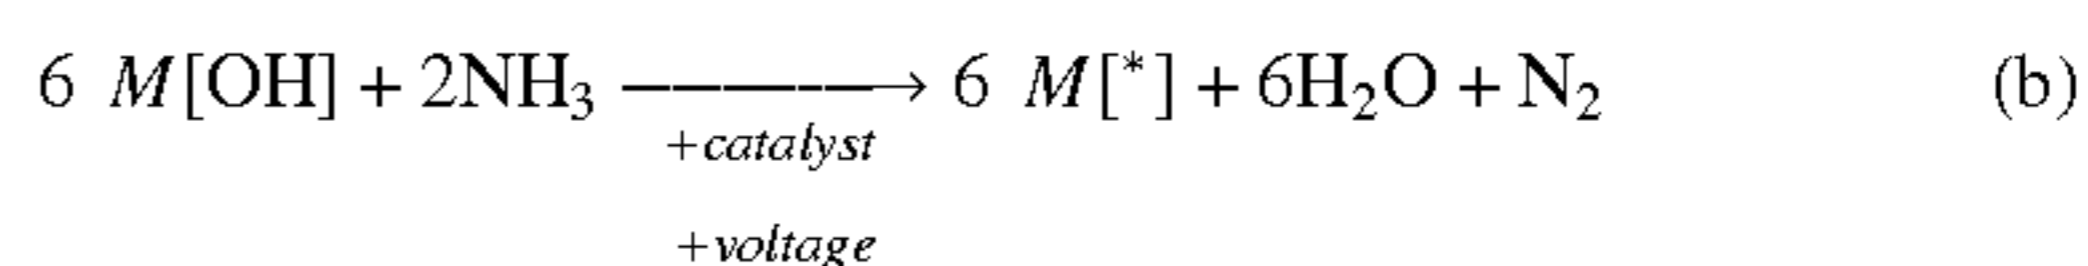 6 M[OH] + 2NH₃ ————→ 6 M[*] + 6H₂O + N₂ (b)
+catalyst
+voltage